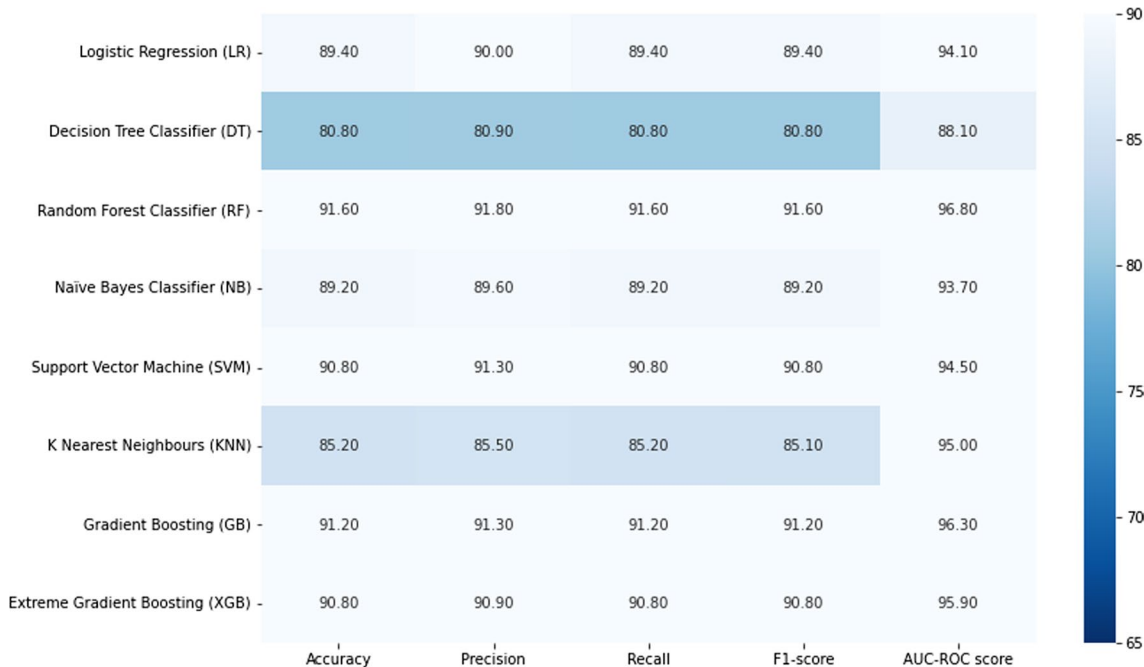 Logistic Regression (LR) 89.40 90.00 89.40 89.40 94.10
Decision Tree Classifier (DT) 80.80 80.90 80.80 80.80 88.10
Random Forest Classifier (RF) 91.60 91.80 91.60 91.60 96.80
Naïve Bayes Classifier (NB) 89.20 89.60 89.20 89.20 93.70
Support Vector Machine (SVM) 90.80 91.30 90.80 90.80 94.50
K Nearest Neighbours (KNN) 85.20 85.50 85.20 85.10 95.00
Gradient Boosting (GB) 91.20 91.30 91.20 91.20 96.30
Extreme Gradient Boosting (XGB) 90.80 90.90 90.80 90.80 95.90
Accuracy Precision Recall F1-score AUC-ROC score
90
85
80
75
70
65